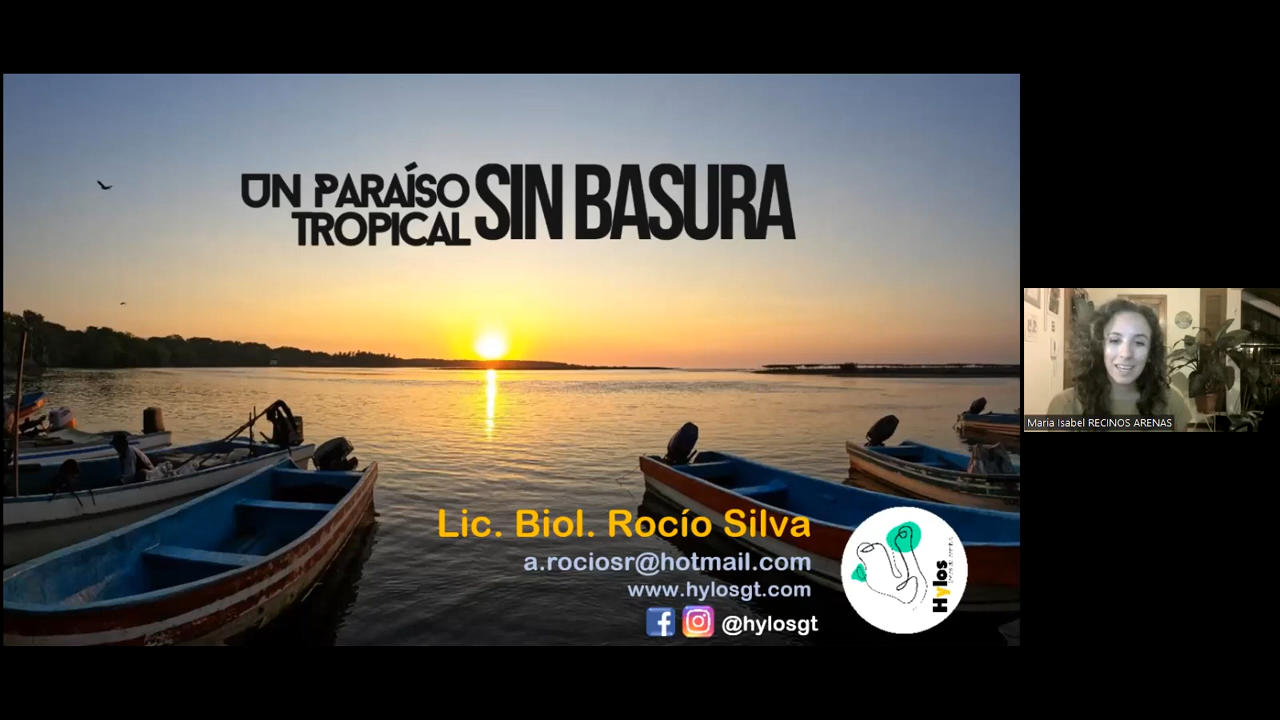 UN PARAÍSO
TROPICAL
SIN BASURA
Lic. Biol. Rocío Silva
a.rociosr@hotmail.com
www.hylosgt.com
@hylosgt
Hylos
María Isabel RECINOS ARENAS